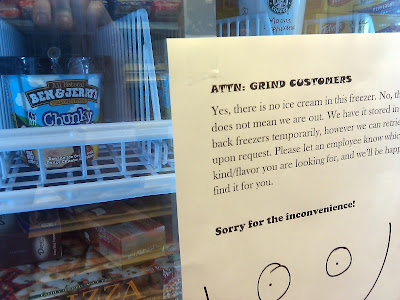 BEN&JERRY'S
Chunky
ATTN: GRIND CUSTOMERS
Yes, there is no ice cream in this freezer. No, th
does not mean we are out. We have it stored in
back freezers temporarily, however we can retrie
upon request. Please let an employee know which
kind/flavor you are looking for, and we'll be happ
find it for you.
Sorry for the inconvenience!